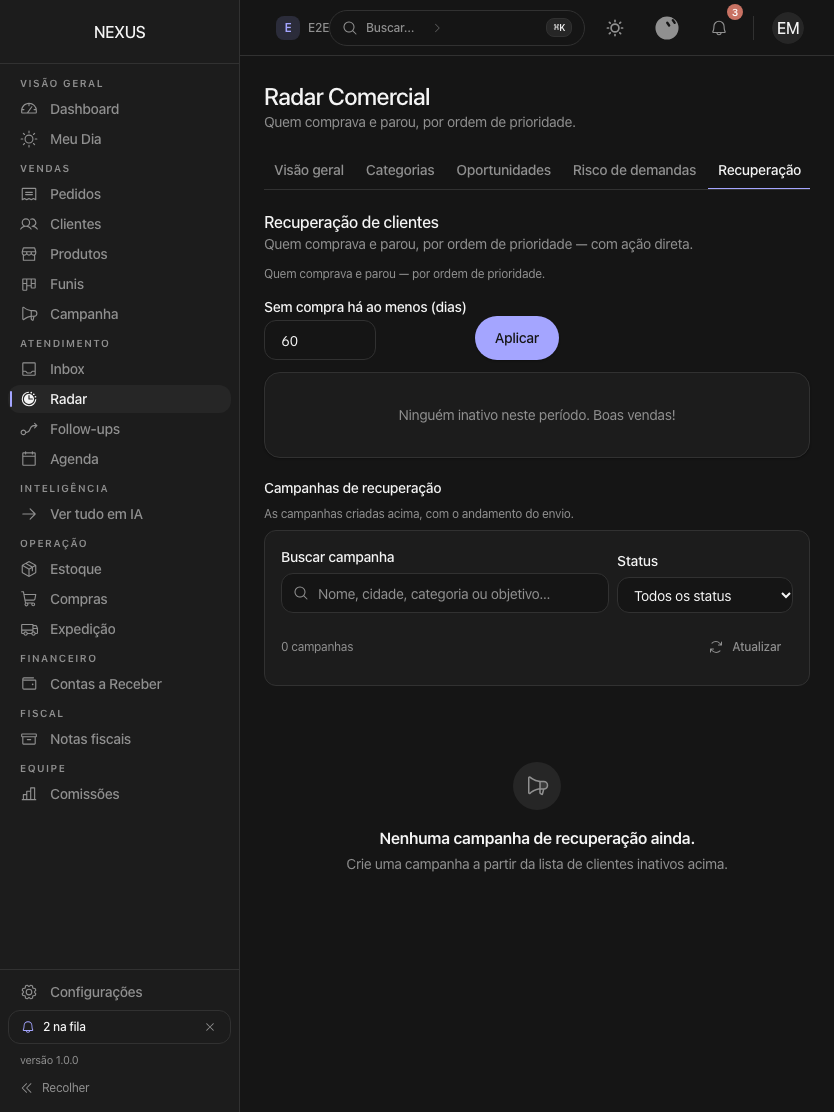 NEXUS
VISÃO GERAL
Dashboard
Meu Dia
VENDAS
Pedidos
Clientes
Produtos
Funis
Campanha
ATENDIMENTO
Inbox
Radar
Follow-ups
Agenda
INTELIGÊNCIA
Ver tudo em IA
OPERAÇÃO
Estoque
Compras
Expedição
FINANCEIRO
Contas a Receber
FISCAL
Notas fiscais
EQUIPE
Comissões
Configurações
2 na fila
versão 1.0.0
Recolher
E E2E Buscar... ⌘K 3 EM
Radar Comercial
Quem comprava e parou, por ordem de prioridade.
Visão geral Categorias Oportunidades Risco de demandas Recuperação
Recuperação de clientes
Quem comprava e parou, por ordem de prioridade — com ação direta.
Quem comprava e parou — por ordem de prioridade.
Sem compra há ao menos (dias)
60 Aplicar
Ninguém inativo neste período. Boas vendas!
Campanhas de recuperação
As campanhas criadas acima, com o andamento do envio.
Buscar campanha Status
Nome, cidade, categoria ou objetivo... Todos os status
0 campanhas Atualizar
Nenhuma campanha de recuperação ainda.
Crie uma campanha a partir da lista de clientes inativos acima.